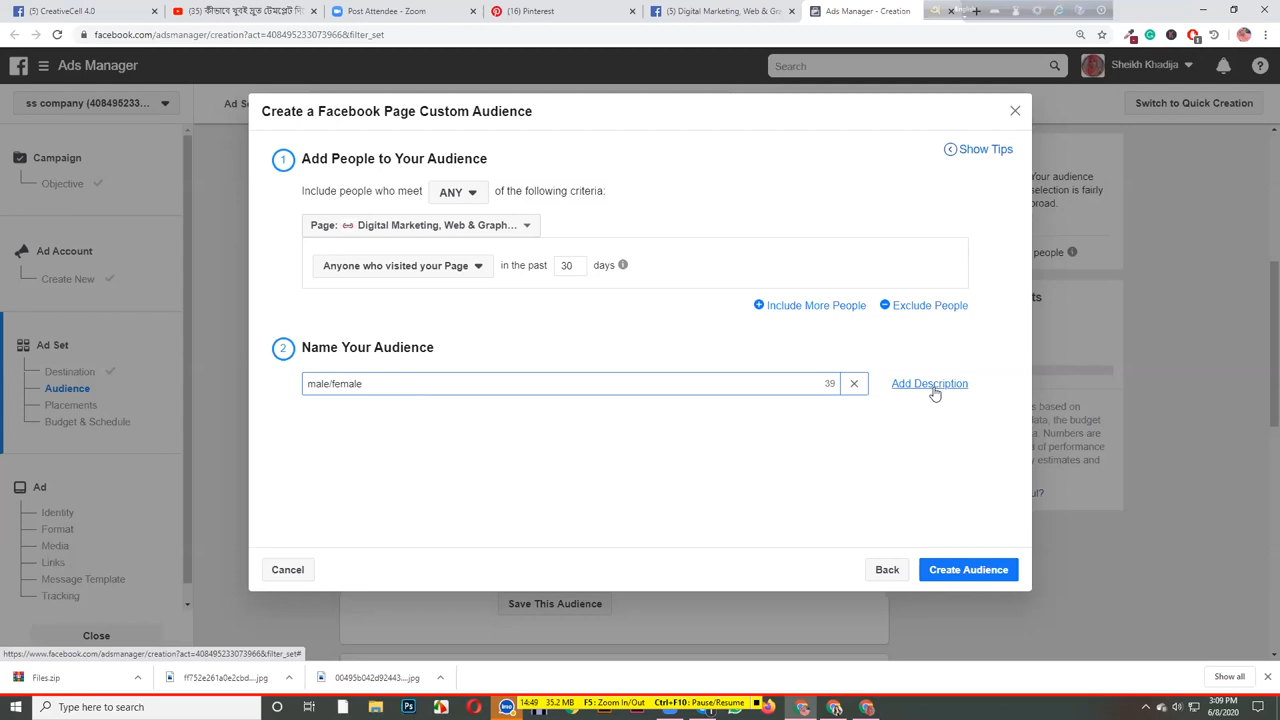 (5) CreativeCell 4.0
(35) কীভাবে খুবই দ্রুত টেমপ্লেট দি
Post Attendee - Zoom
(16) Pinterest
(5) Digital Marketing, Web & Grap
Ads Manager - Creation
facebook.com/adsmanager/creation?act=408495233073966&filter_set
Ads Manager
Search
Sheikh Khadija
ss company (408495233...
Ad Se
Switch to Quick Creation
Create a Facebook Page Custom Audience
Campaign
Objective
Ad Account
Create New
Ad Set
Destination
Audience
Placements
Budget & Schedule
Ad
Identity
Format
Media
Links
Message Template
Tracking
Close
1
Add People to Your Audience
Show Tips
Include people who meet ANY of the following criteria:
Page: Digital Marketing, Web & Graph...
Anyone who visited your Page in the past 30 days
Include More People
Exclude People
2
Name Your Audience
male/female
39
Add Description
Cancel
Back
Create Audience
Save This Audience
Your audience
selection is fairly
broad.
people
ts
s based on
data, the budget
a. Numbers are
a of performance
y estimates and
u?
https://www.facebook.com/adsmanager/creation?act=408495233073966&filter_set#
Files.zip
ff752e261a0e2cbd....jpg
00495b042d92443....jpg
Show all
Type here to search
14:49 35.2 MB F5: Zoom In/Out Ctrl+F10: Pause/Resume
3:09 PM
6/8/2020